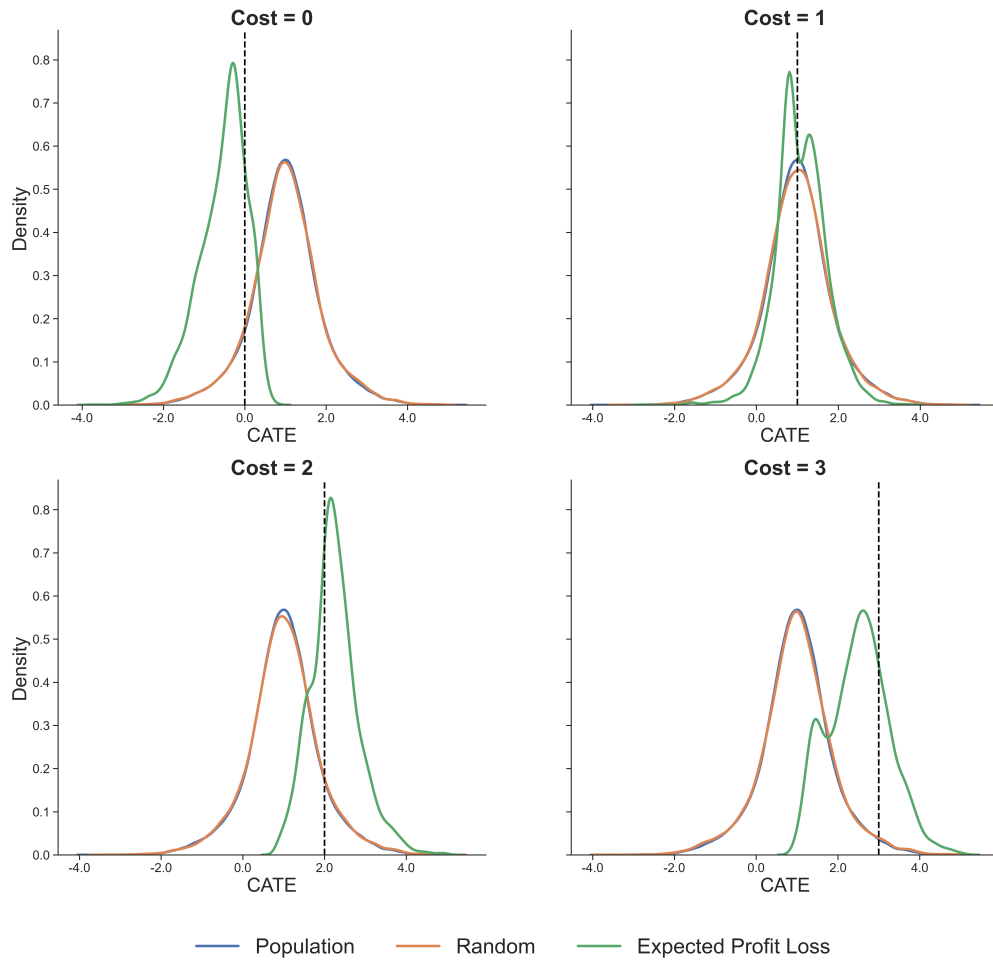 Cost = 0
Cost = 1
Density
0.8
0.7
0.6
0.5
0.4
0.3
0.2
0.1
0.0
-4.0 -2.0 0.0 2.0 4.0
CATE
-4.0 -2.0 0.0 2.0 4.0
CATE
Cost = 2
Cost = 3
Density
0.8
0.7
0.6
0.5
0.4
0.3
0.2
0.1
0.0
-4.0 -2.0 0.0 2.0 4.0
CATE
-4.0 -2.0 0.0 2.0 4.0
CATE
Population Random Expected Profit Loss